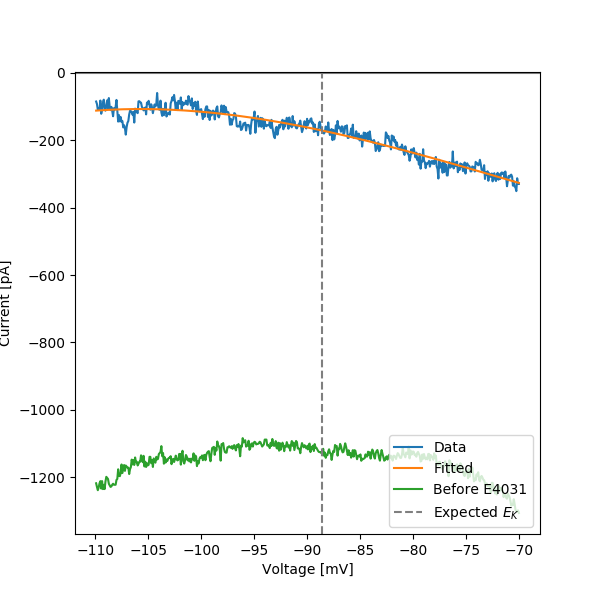 0
−200
−400
−600
−800
−1000
−1200
Current [pA]
−110
−105
−100
−95
−90
−85
−80
−75
−70
Voltage [mV]
Data
Fitted
Before E4031
Expected E_K